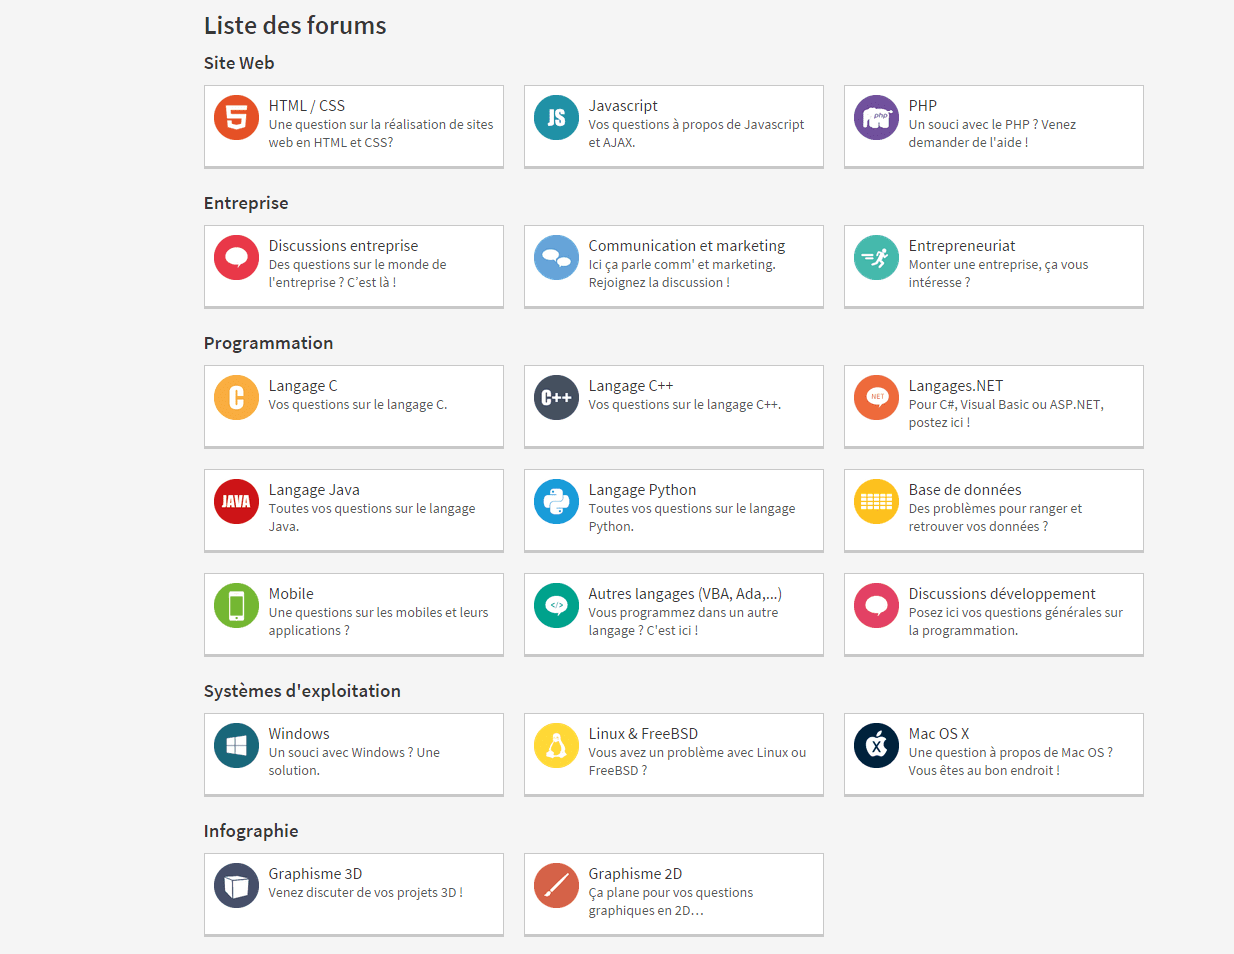 Liste des forums
Site Web
HTML / CSS
Une question sur la réalisation de sites
web en HTML et CSS?
JS
Javascript
Vos questions à propos de Javascript
et AJAX.
php
PHP
Un souci avec le PHP ? Venez
demander de l'aide !
Entreprise
Discussions entreprise
Des questions sur le monde de
l'entreprise ? C’est là !
Communication et marketing
Ici ça parle comm' et marketing.
Rejoignez la discussion !
Entrepreneuriat
Monter une entreprise, ça vous
intéresse ?
Programmation
C
Langage C
Vos questions sur le langage C.
C++
Langage C++
Vos questions sur le langage C++.
NET
Langages.NET
Pour C#, Visual Basic ou ASP.NET,
postez ici !
JAVA
Langage Java
Toutes vos questions sur le langage
Java.
Langage Python
Toutes vos questions sur le langage
Python.
Base de données
Des problèmes pour ranger et
retrouver vos données ?
Mobile
Une questions sur les mobiles et leurs
applications ?
</>
Autres langages (VBA, Ada,...)
Vous programmez dans un autre
langage ? C'est ici !
Discussions développement
Posez ici vos questions générales sur
la programmation.
Systèmes d'exploitation
Windows
Un souci avec Windows ? Une
solution.
Linux & FreeBSD
Vous avez un problème avec Linux ou
FreeBSD ?
X
Mac OS X
Une question à propos de Mac OS ?
Vous êtes au bon endroit !
Infographie
Graphisme 3D
Venez discuter de vos projets 3D !
Graphisme 2D
Ça plane pour vos questions
graphiques en 2D…